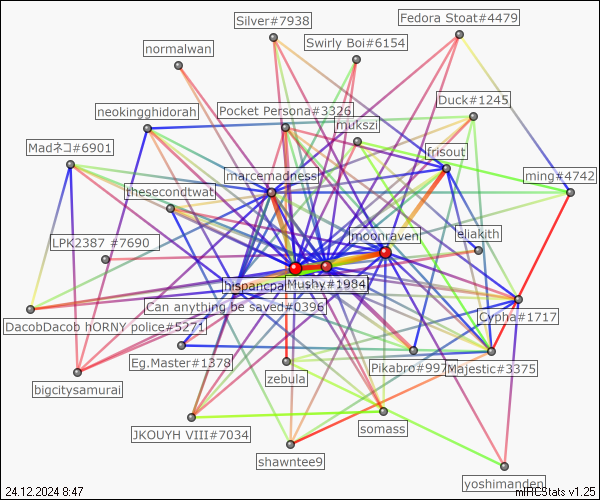 Silver#7938
Fedora Stoat#4479
Swirly Boi#6154
normalwan
Duck#1245
neokingghidorah
Pocket Persona#3326
mukszi
Madネコ#6901
frisout
marcemadness
ming#4742
thesecondtwat
eliakith
moonraven
LPK2387 #7690
hispancpa
Mushy#1984
Can anything be saved#0396
Cypha#1717
DacobDacob hORNY police#5271
Eg.Master#1378
Pikabro#997
Majestic#3375
zebula
bigcitysamurai
somass
JKOUYH VIII#7034
shawntee9
yoshimanden
24.12.2024 8:47
mIRCStats v1.25